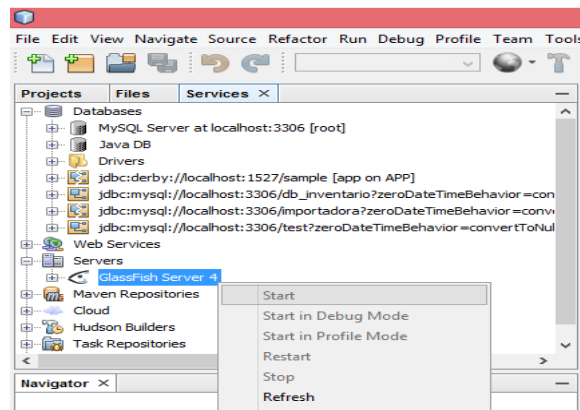 File Edit View Navigate Source Refactor Run Debug Profile Team Tools
Projects Files Services ×
Databases
MySQL Server at localhost:3306 [root]
Java DB
Drivers
jdbc:derby://localhost:1527/sample [app on APP]
jdbc:mysql://localhost:3306/db_inventario?zeroDateTimeBehavior=con
jdbc:mysql://localhost:3306/importadora?zeroDateTimeBehavior=conv
jdbc:mysql://localhost:3306/test?zeroDateTimeBehavior=convertToNul
Web Services
Servers
GlassFish Server 4
Maven Repositories
Cloud
Hudson Builders
Task Repositories
Start
Start in Debug Mode
Start in Profile Mode
Restart
Stop
Refresh
Navigator ×